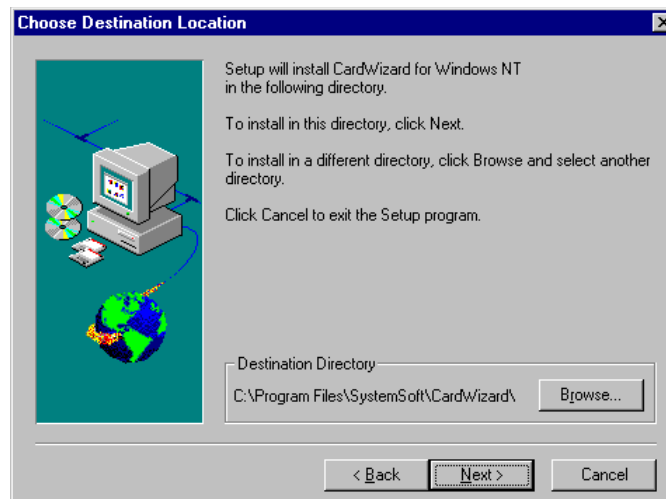 Choose Destination Location
Setup will install CardWizard for Windows NT
in the following directory.
To install in this directory, click Next.
To install in a different directory, click Browse and select another
directory.
Click Cancel to exit the Setup program.
Destination Directory
C:\Program Files\SystemSoft\CardWizard\
Browse...
< Back
Next >
Cancel